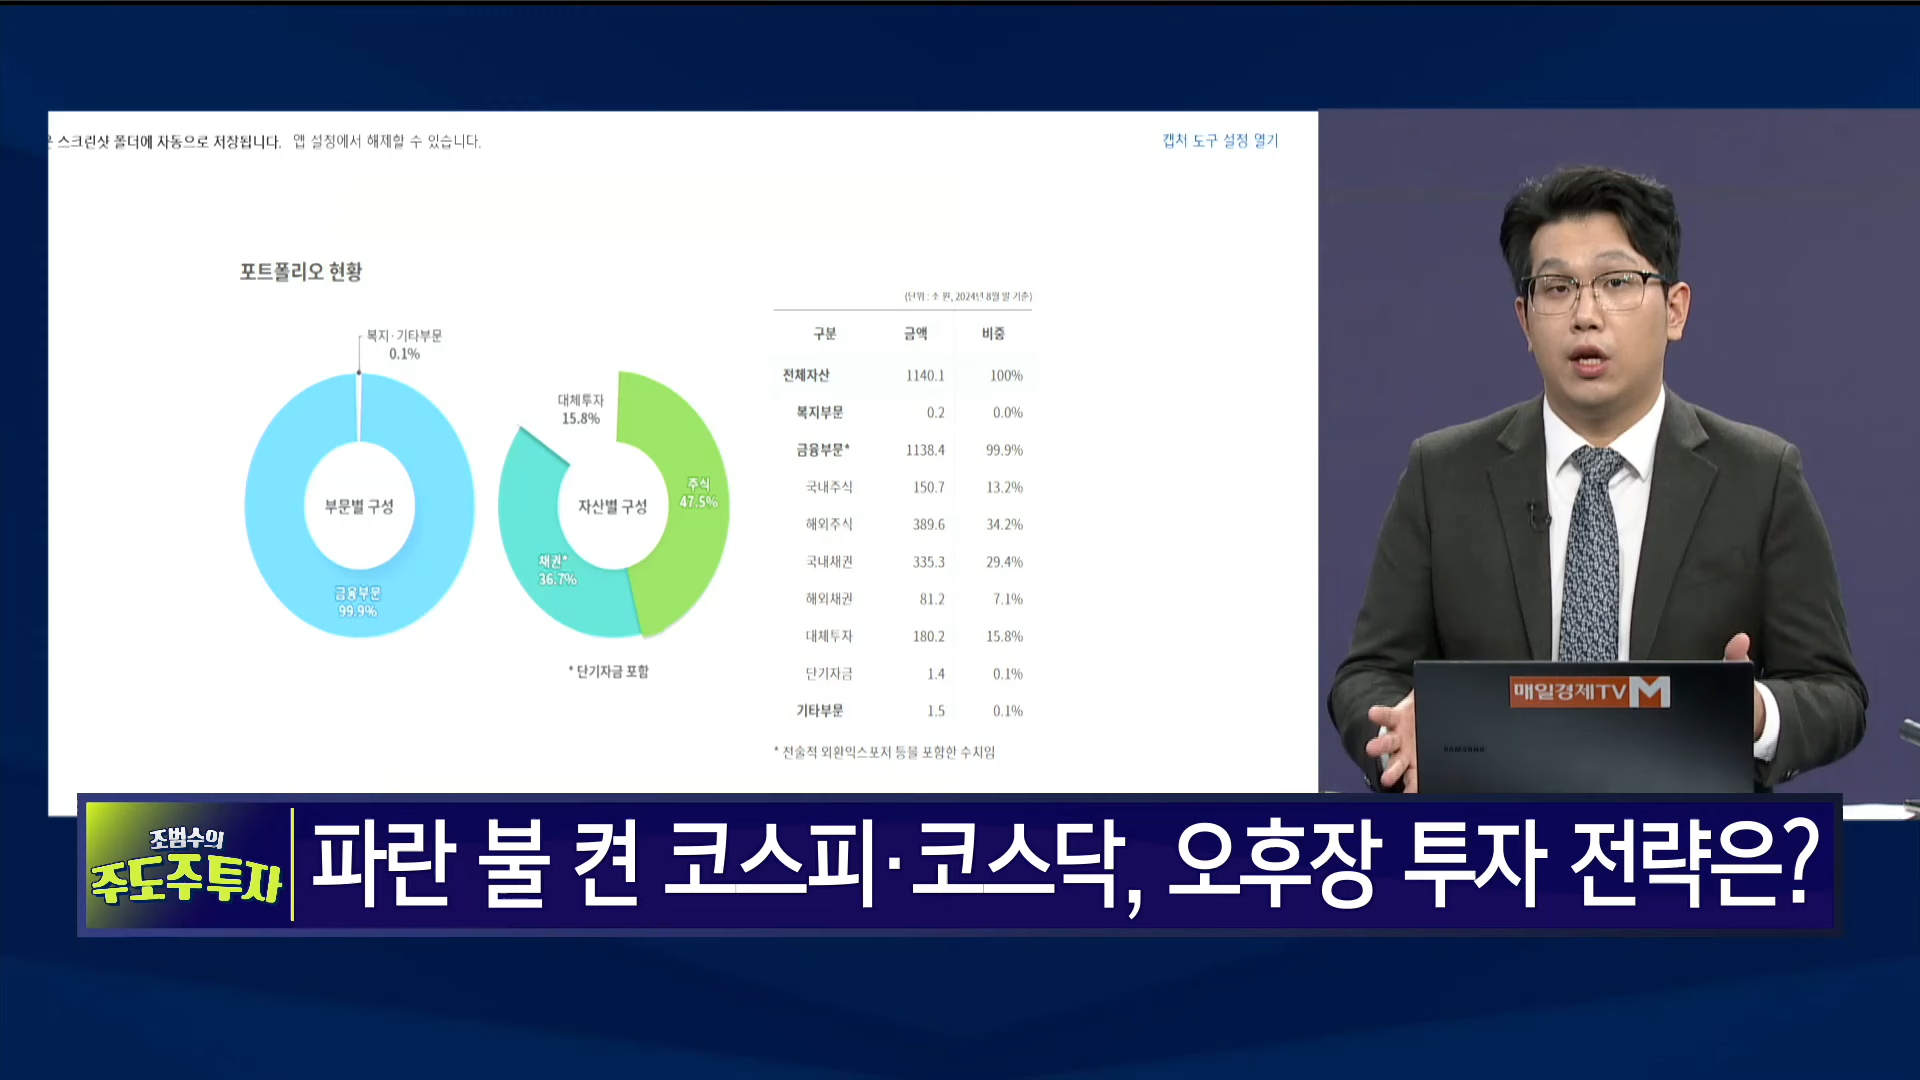 스크린샷 폴더에 자동으로 저장됩니다. 앱 설정에서 해제할 수 있습니다.
캡처 도구 설정 열기
포트폴리오 현황
(단위 : 조 원, 2024년 8월 말 기준)
복지·기타부문
0.1%
부문별 구성
금융부문
99.9%
대체투자
15.8%
주식
47.5%
자산별 구성
채권*
36.7%
* 단기자금 포함
구분 금액 비중
전체자산 1140.1 100%
복지부문 0.2 0.0%
금융부문* 1138.4 99.9%
국내주식 150.7 13.2%
해외주식 389.6 34.2%
국내채권 335.3 29.4%
해외채권 81.2 7.1%
대체투자 180.2 15.8%
단기자금 1.4 0.1%
기타부문 1.5 0.1%
* 전술적 외환익스포저 등을 포함한 수치임
매일경제TV M
SAMSUNG
조범수의
주도주투자
파란 불 켠 코스피·코스닥, 오후장 투자 전략은?